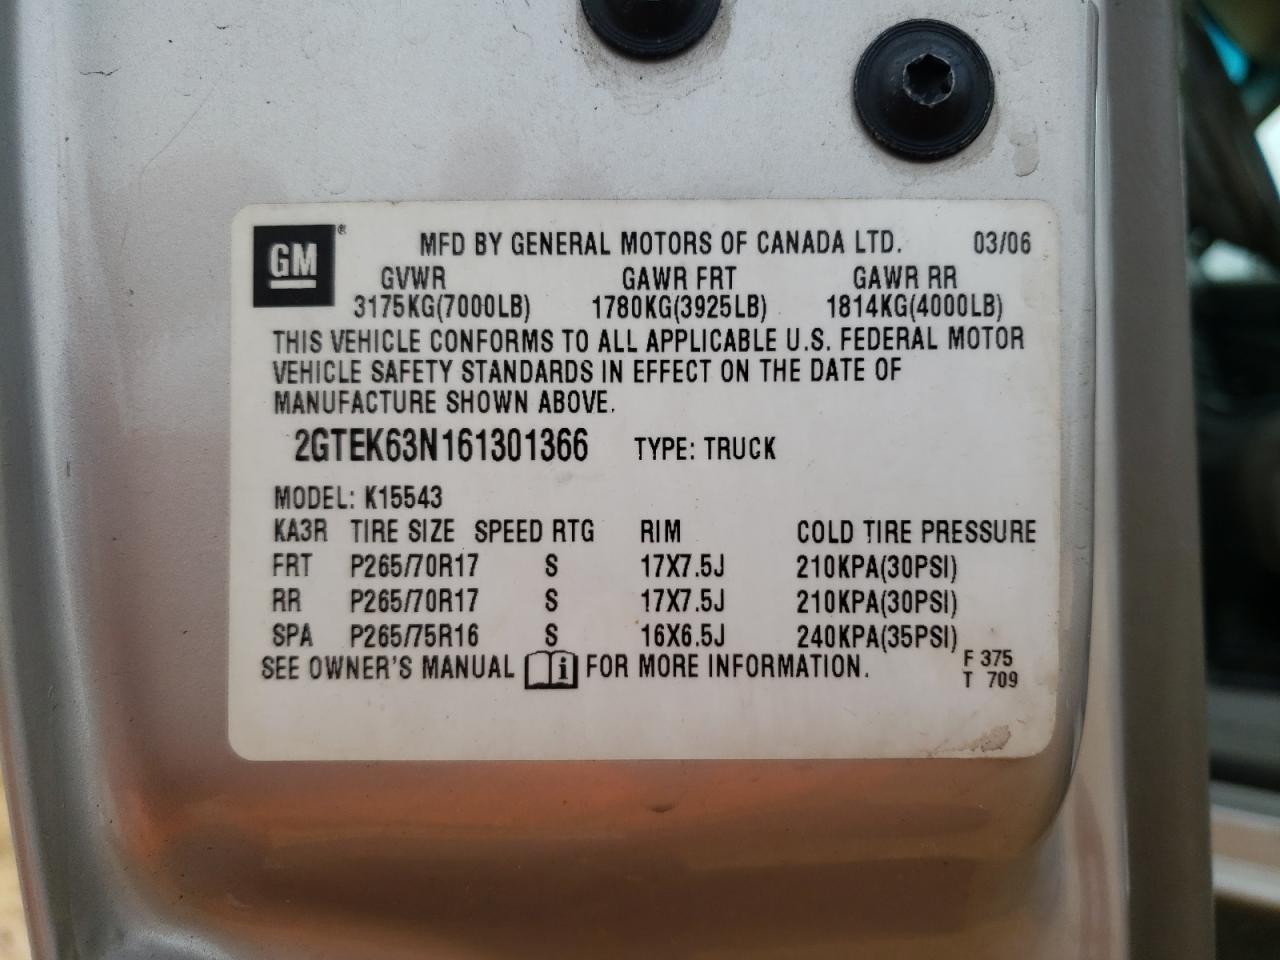 GM® MFD BY GENERAL MOTORS OF CANADA LTD. 03/06
GVWR GAWR FRT GAWR RR
3175KG(7000LB) 1780KG(3925LB) 1814KG(4000LB)
THIS VEHICLE CONFORMS TO ALL APPLICABLE U.S. FEDERAL MOTOR
VEHICLE SAFETY STANDARDS IN EFFECT ON THE DATE OF
MANUFACTURE SHOWN ABOVE.
2GTEK63N161301366 TYPE: TRUCK
MODEL: K15543
KA3R TIRE SIZE SPEED RTG RIM COLD TIRE PRESSURE
FRT P265/70R17 S 17X7.5J 210KPA(30PSI)
RR P265/70R17 S 17X7.5J 210KPA(30PSI)
SPA P265/75R16 S 16X6.5J 240KPA(35PSI)
SEE OWNER'S MANUAL i FOR MORE INFORMATION. F 375
T 709